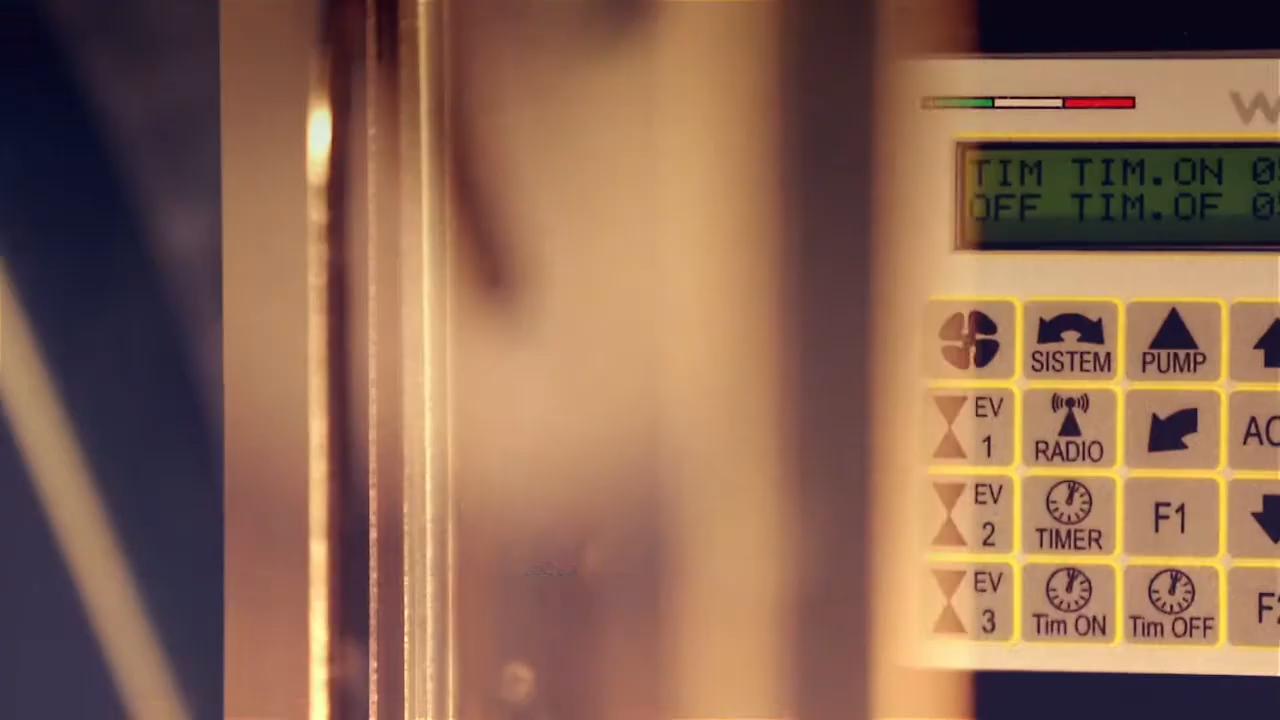 W
TIM TIM.ON 0
OFF TIM.OF 0
SISTEM
PUMP
EV
1
RADIO
AC
EV
2
TIMER
F1
EV
3
Tim ON
Tim OFF
F2